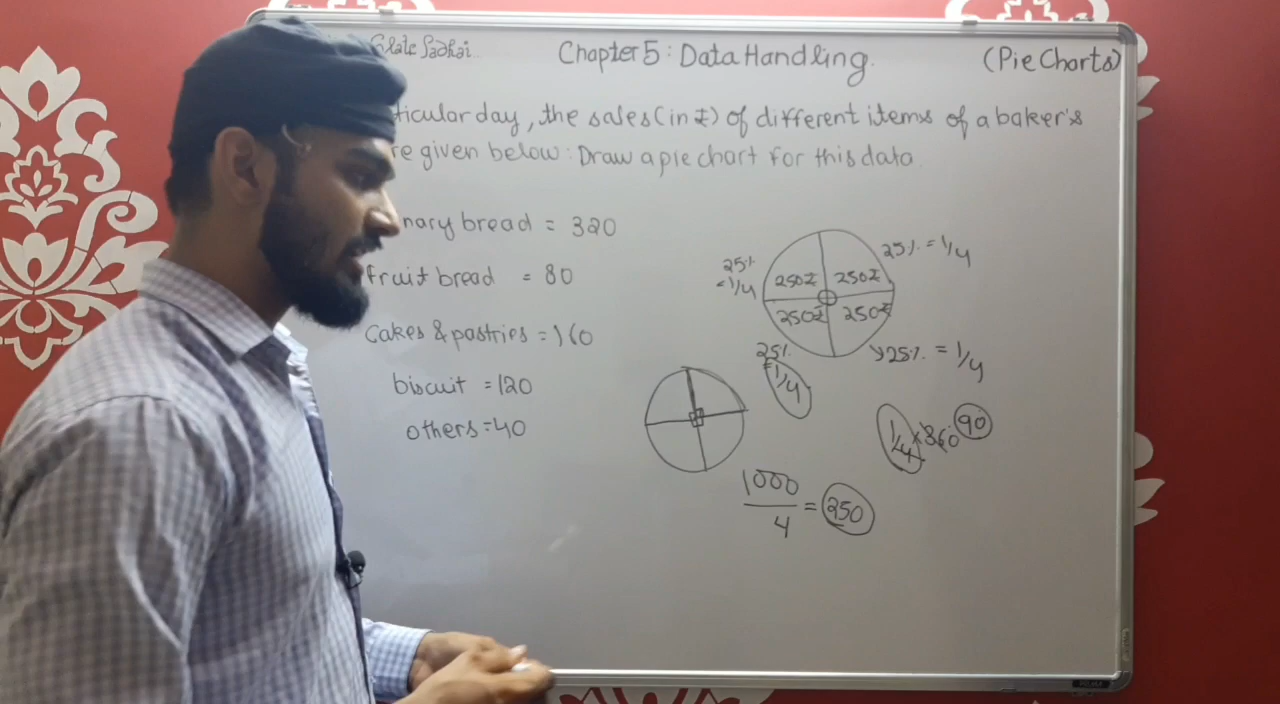 Slate Padhai
Chapter 5: Data Handling. (Pie Charts)
ticular day, the sales (in ₹) of different items of a baker's
re given below: Draw a pie chart for this data
nary bread = 320
fruit bread = 80
Cakes & pastries = 160
biscuit = 120
others = 40
25% = 1/4
25% = 1/4
250₹ 250₹
250₹ 250₹
25% = 1/4
25% = 1/4
1/4 x 360 90
1000/4 = 250